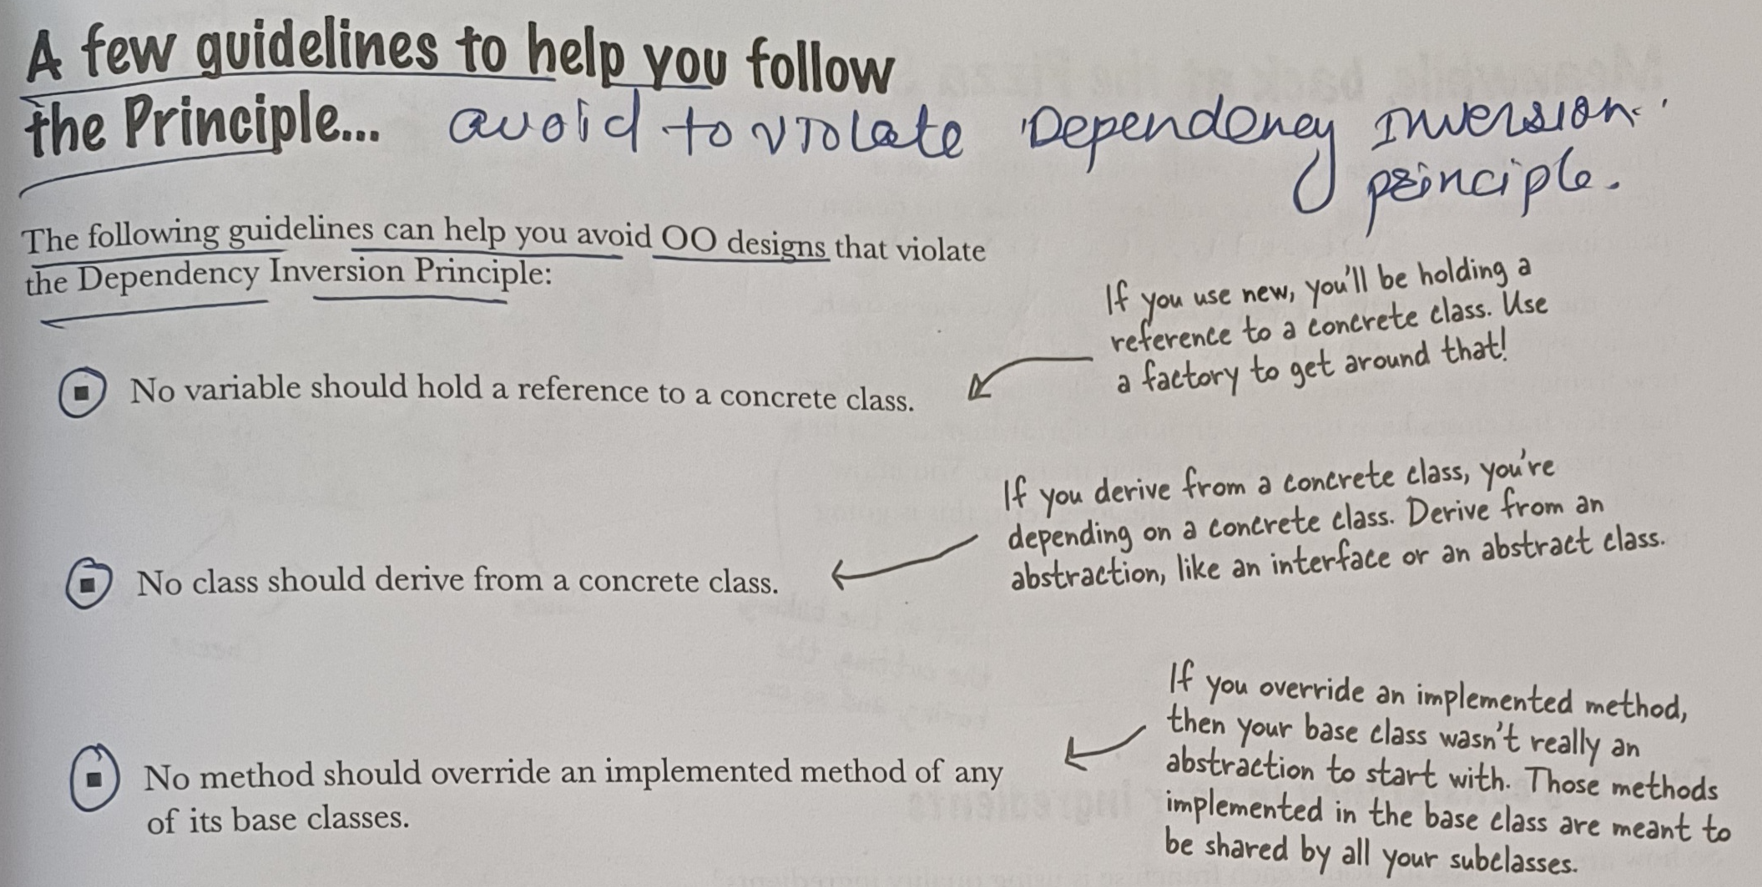 A few guidelines to help you follow
the Principle...
avoid to violate 'Dependency Inversion.'
principle.
The following guidelines can help you avoid OO designs that violate
the Dependency Inversion Principle:
If you use new, you'll be holding a
reference to a concrete class. Use
a factory to get around that!
■ No variable should hold a reference to a concrete class.
If you derive from a concrete class, you're
depending on a concrete class. Derive from an
abstraction, like an interface or an abstract class.
■ No class should derive from a concrete class.
If you override an implemented method,
then your base class wasn't really an
abstraction to start with. Those methods
implemented in the base class are meant to
be shared by all your subclasses.
■ No method should override an implemented method of any
of its base classes.